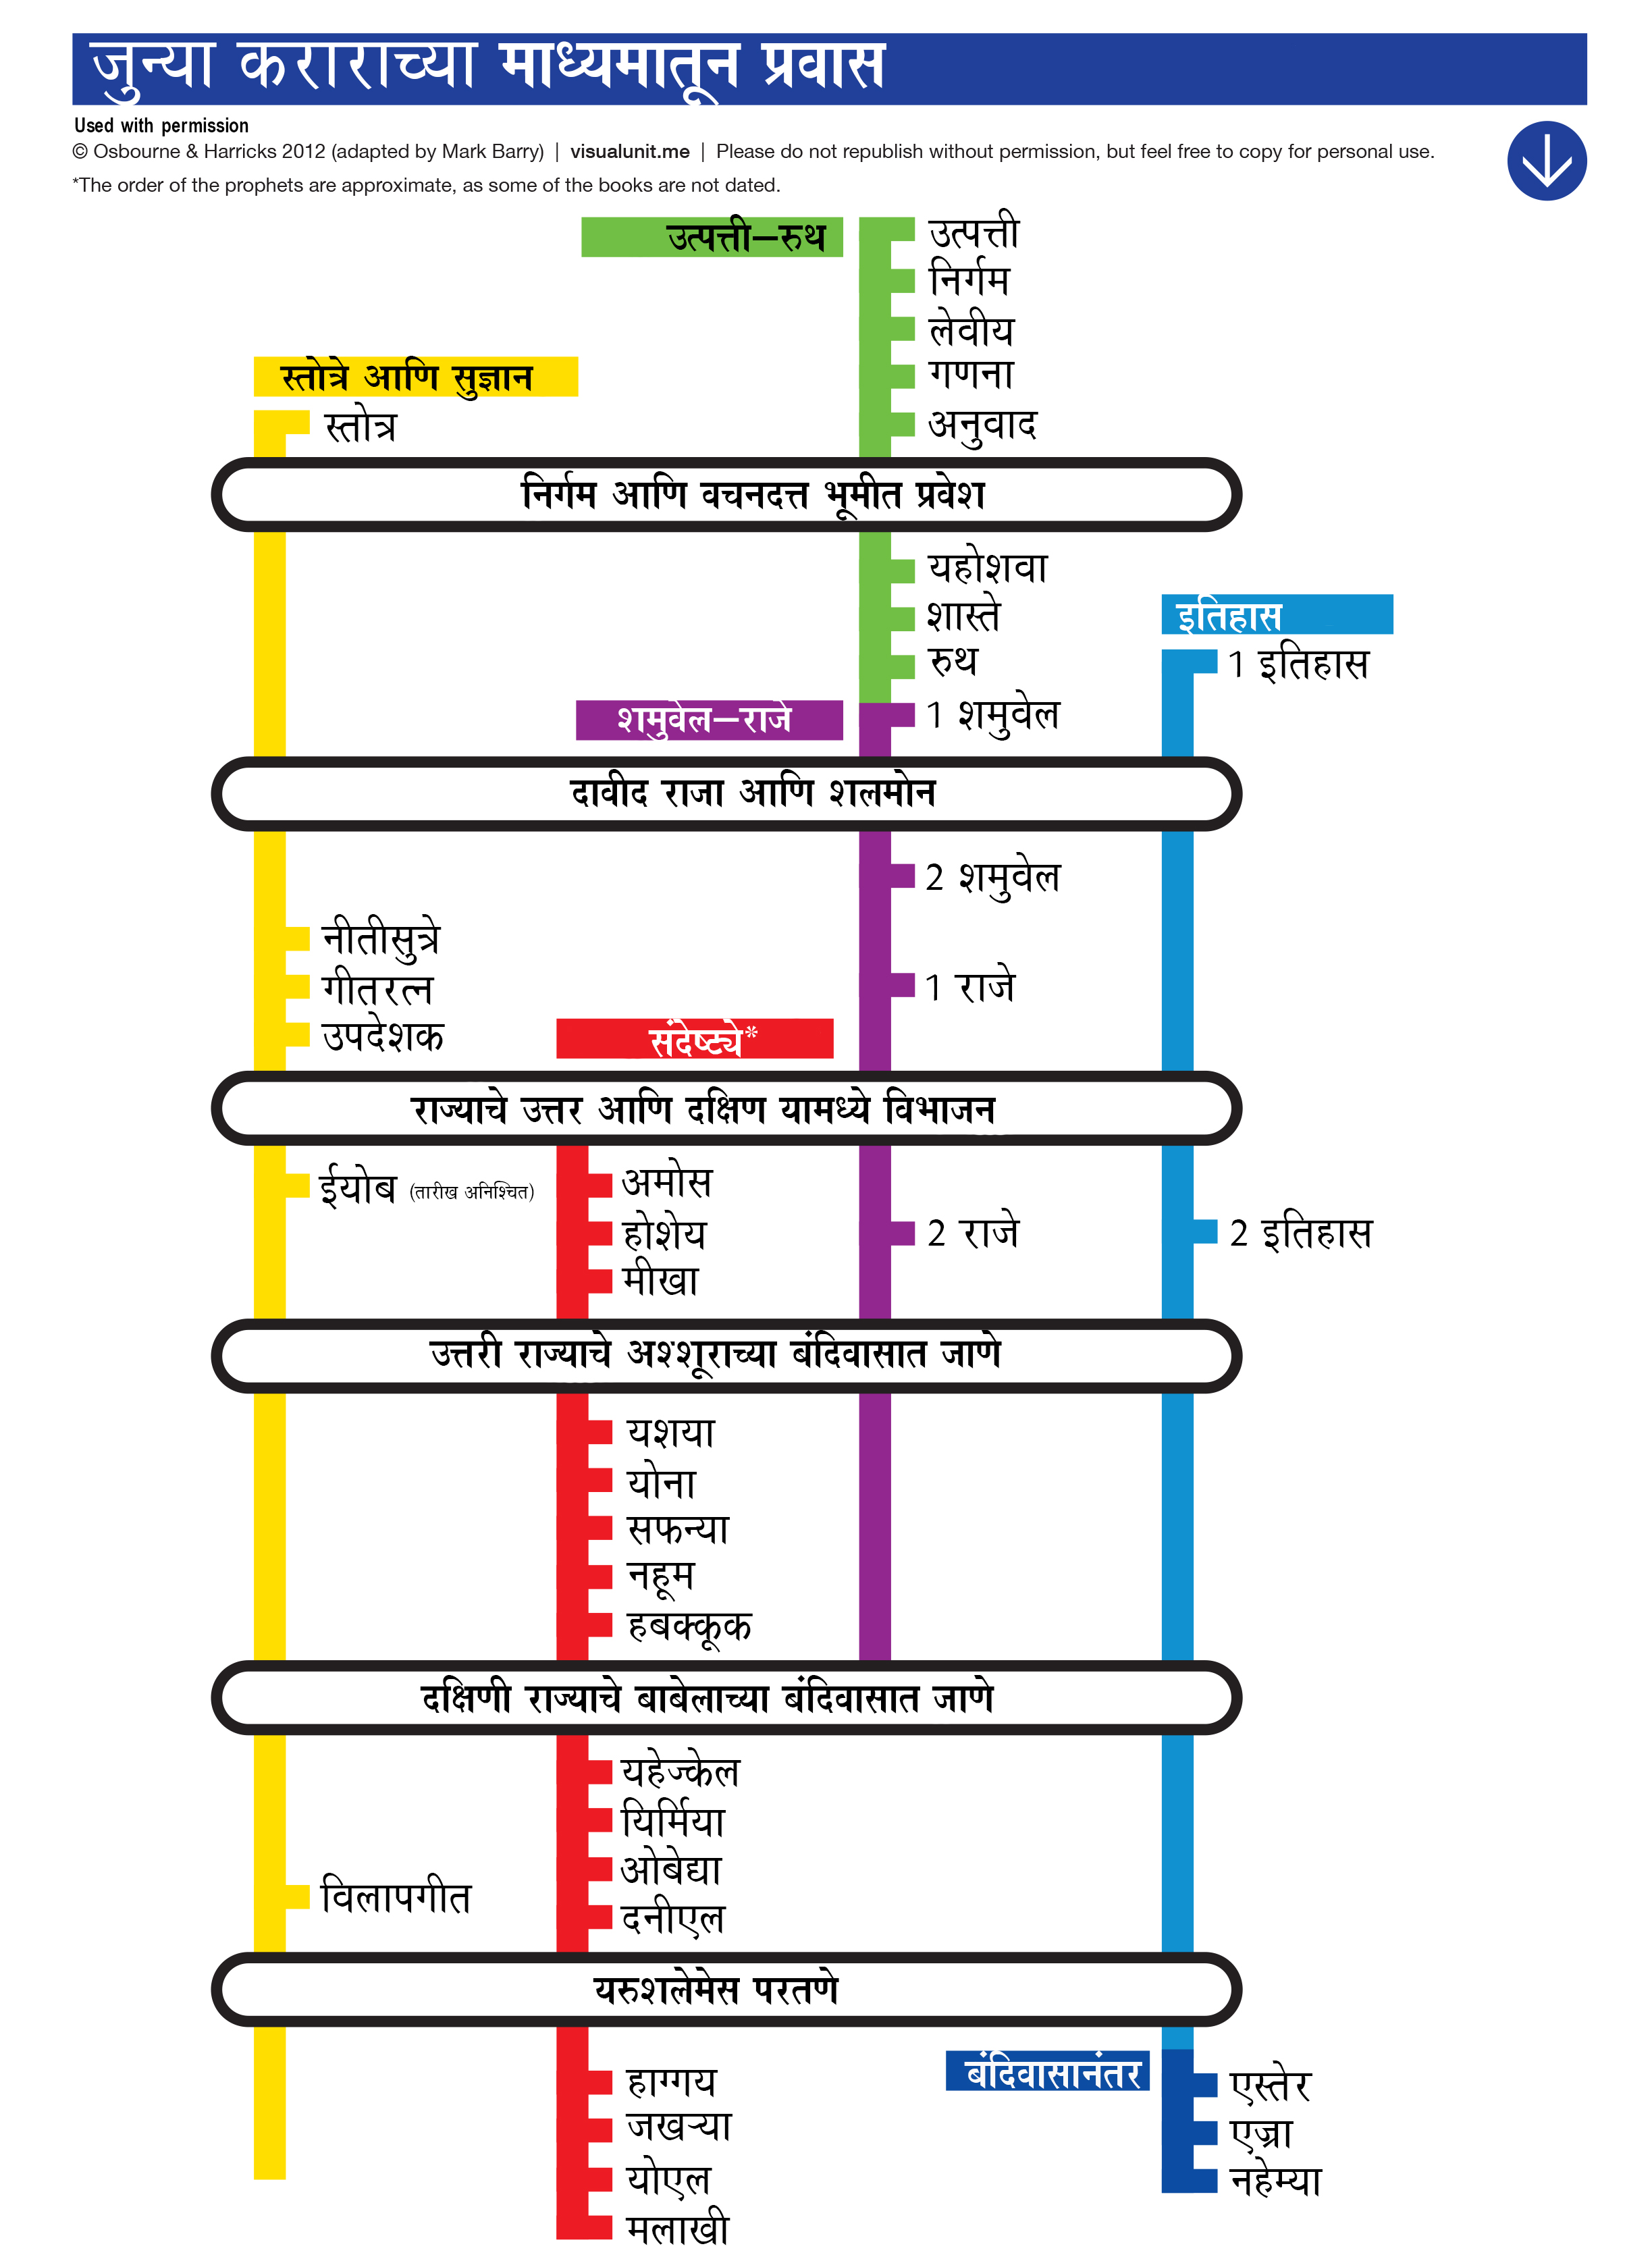 जुन्या कराराच्या माध्यमातून प्रवास
Used with permission
© Osbourne & Harricks 2012 (adapted by Mark Barry) | visualunit.me | Please do not republish without permission, but feel free to copy for personal use.
*The order of the prophets are approximate, as some of the books are not dated.
उत्पत्ती–रुथ
उत्पत्ती
निर्गम
लेवीय
गणना
अनुवाद
स्तोत्रे आणि सुज्ञान
स्तोत्र
निर्गम आणि वचनदत्त भूमीत प्रवेश
यहोशवा
शास्ते
रुथ
इतिहास
1 इतिहास
शमुवेल–राजे
1 शमुवेल
दावीद राजा आणि शलमोन
2 शमुवेल
नीतीसुत्रे
गीतरत्न
उपदेशक
1 राजे
संदेष्ट्ये*
राज्याचे उत्तर आणि दक्षिण यामध्ये विभाजन
ईयोब (तारीख अनिश्चित)
अमोस
होशेय
मीखा
2 राजे
2 इतिहास
उत्तरी राज्याचे अश्शूराच्या बंदिवासात जाणे
यशया
योना
सफन्या
नहूम
हबक्कूक
दक्षिणी राज्याचे बाबेलाच्या बंदिवासात जाणे
यहेज्केल
यिर्मिया
ओबेद्या
दनीएल
विलापगीत
यरुशलेमेस परतणे
हाग्गय
जखऱ्या
योएल
मलाखी
बंदिवासानंतर
एस्तेर
एज्रा
नहेम्या